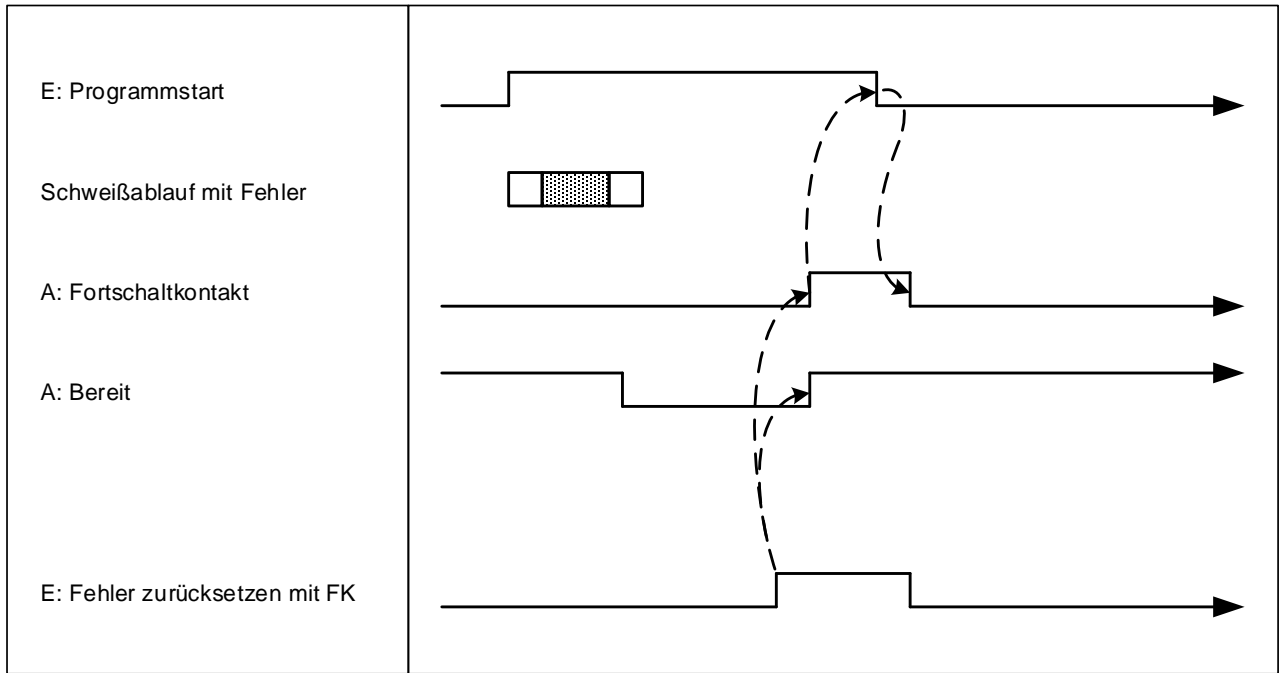 E: Programmstart
Schweißablauf mit Fehler
A: Fortschaltkontakt
A: Bereit
E: Fehler zurücksetzen mit FK